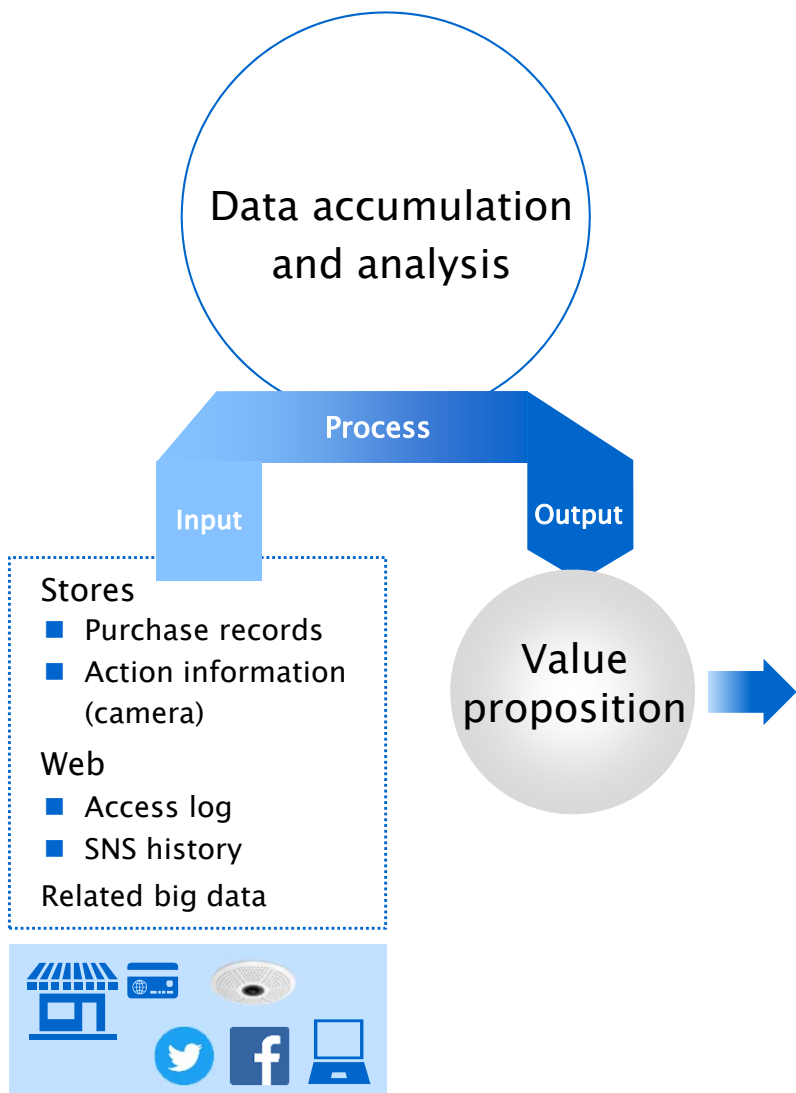 Data accumulation
and analysis
Process
Input
Output
Stores
■ Purchase records
■ Action information
(camera)
Web
■ Access log
■ SNS history
Related big data
Value
proposition